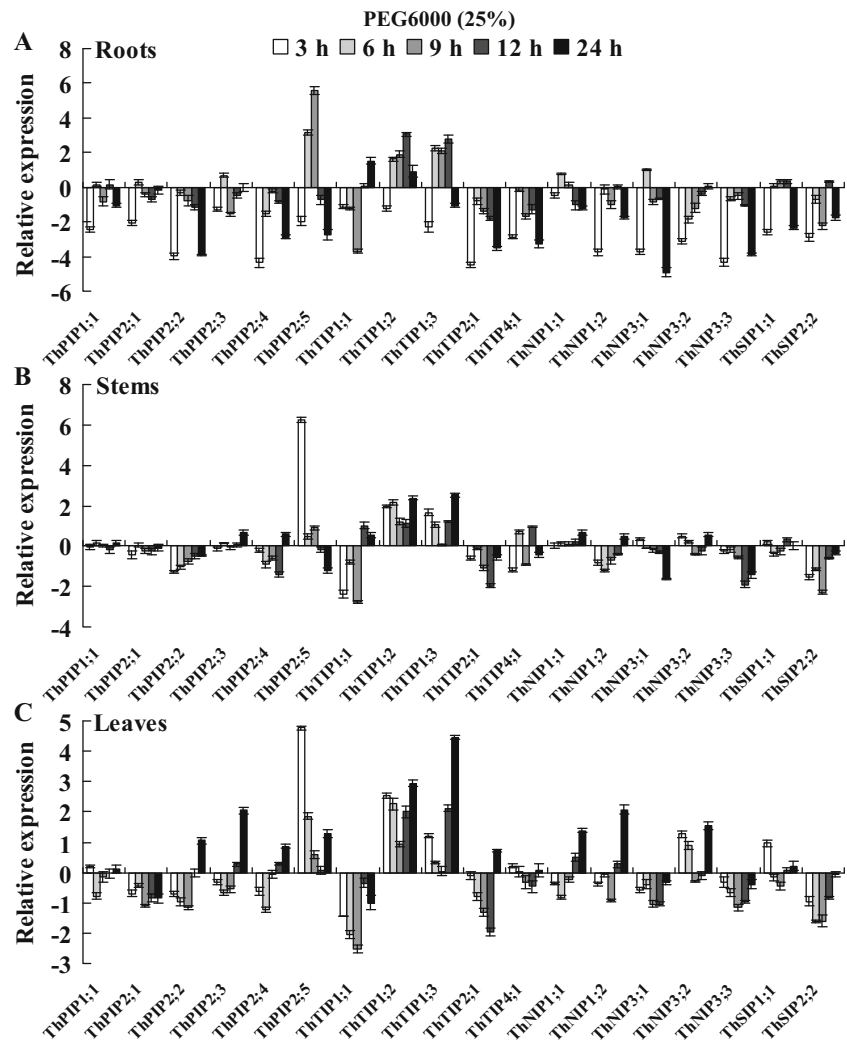 PEG6000 (25%)
3 h 6 h 9 h 12 h 24 h
A Roots
Relative expression
8
6
4
2
0
-2
-4
-6
ThPIP1;1 ThPIP2;1 ThPIP2;2 ThPIP2;3 ThPIP2;4 ThPIP2;5 ThTIP1;1 ThTIP1;2 ThTIP1;3 ThTIP2;1 ThTIP4;1 ThNIP1;1 ThNIP1;2 ThNIP3;1 ThNIP3;2 ThNIP3;3 ThSIP1;1 ThSIP2;2
B Stems
Relative expression
8
6
4
2
0
-2
-4
ThPIP1;1 ThPIP2;1 ThPIP2;2 ThPIP2;3 ThPIP2;4 ThPIP2;5 ThTIP1;1 ThTIP1;2 ThTIP1;3 ThTIP2;1 ThTIP4;1 ThNIP1;1 ThNIP1;2 ThNIP3;1 ThNIP3;2 ThNIP3;3 ThSIP1;1 ThSIP2;2
C Leaves
Relative expression
5
4
3
2
1
0
-1
-2
-3
ThPIP1;1 ThPIP2;1 ThPIP2;2 ThPIP2;3 ThPIP2;4 ThPIP2;5 ThTIP1;1 ThTIP1;2 ThTIP1;3 ThTIP2;1 ThTIP4;1 ThNIP1;1 ThNIP1;2 ThNIP3;1 ThNIP3;2 ThNIP3;3 ThSIP1;1 ThSIP2;2